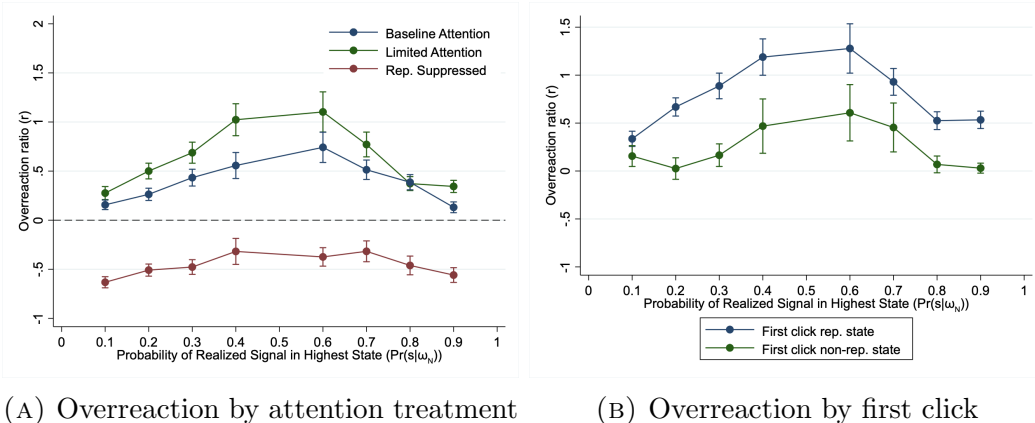 Overreaction ratio (r)
2
1.5
1
.5
0
-.5
-1
Baseline Attention
Limited Attention
Rep. Suppressed
0 0.1 0.2 0.3 0.4 0.5 0.6 0.7 0.8 0.9 1
Probability of Realized Signal in Highest State (Pr(s|ω_N))
(A) Overreaction by attention treatment
Overreaction ratio (r)
1.5
1
.5
0
-.5
-1
0 0.1 0.2 0.3 0.4 0.5 0.6 0.7 0.8 0.9 1
Probability of Realized Signal in Highest State (Pr(s|ω_N))
First click rep. state
First click non-rep. state
(B) Overreaction by first click